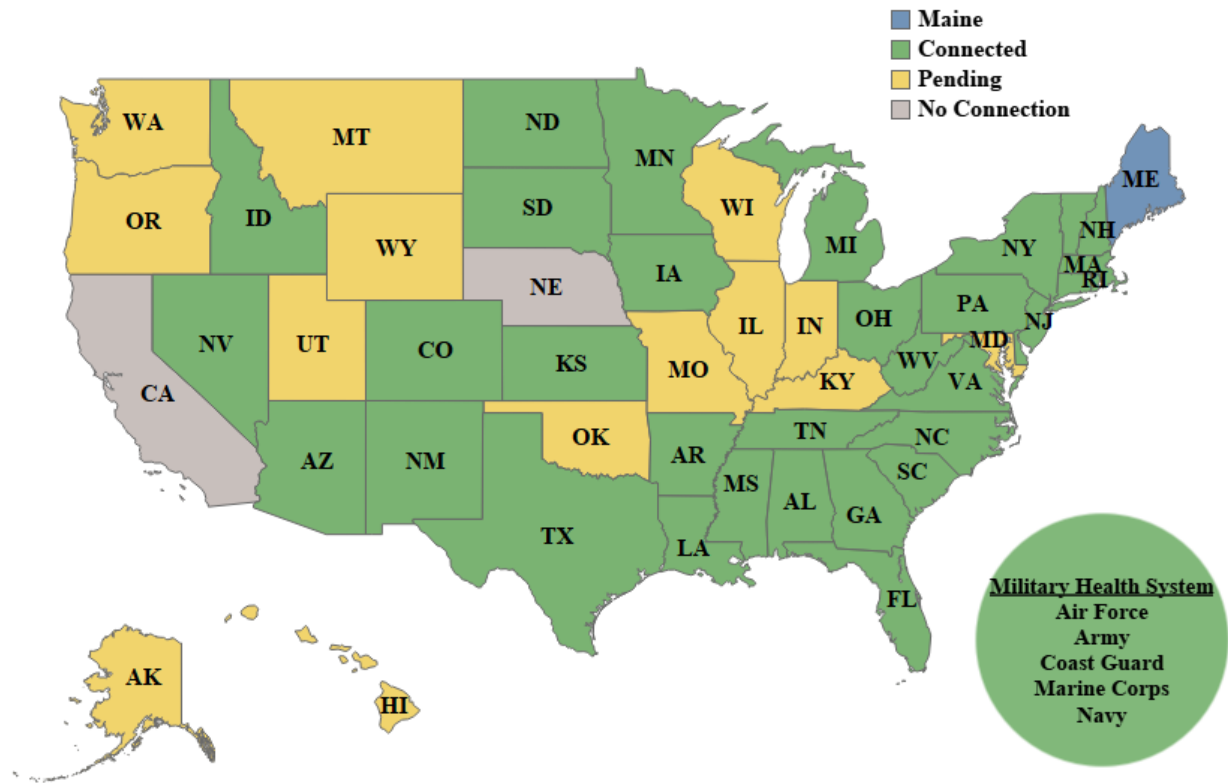 Maine
Connected
Pending
No Connection
WA
MT
ND
MN
ME
OR
ID
SD
WI
MI
NY
NH
MA
RI
WY
IA
NE
PA
NJ
NV
UT
CO
KS
IL
IN
OH
MD
WV
VA
CA
MO
KY
AZ
NM
OK
AR
TN
NC
SC
MS
AL
GA
TX
LA
FL
AK
HI
Military Health System
Air Force
Army
Coast Guard
Marine Corps
Navy